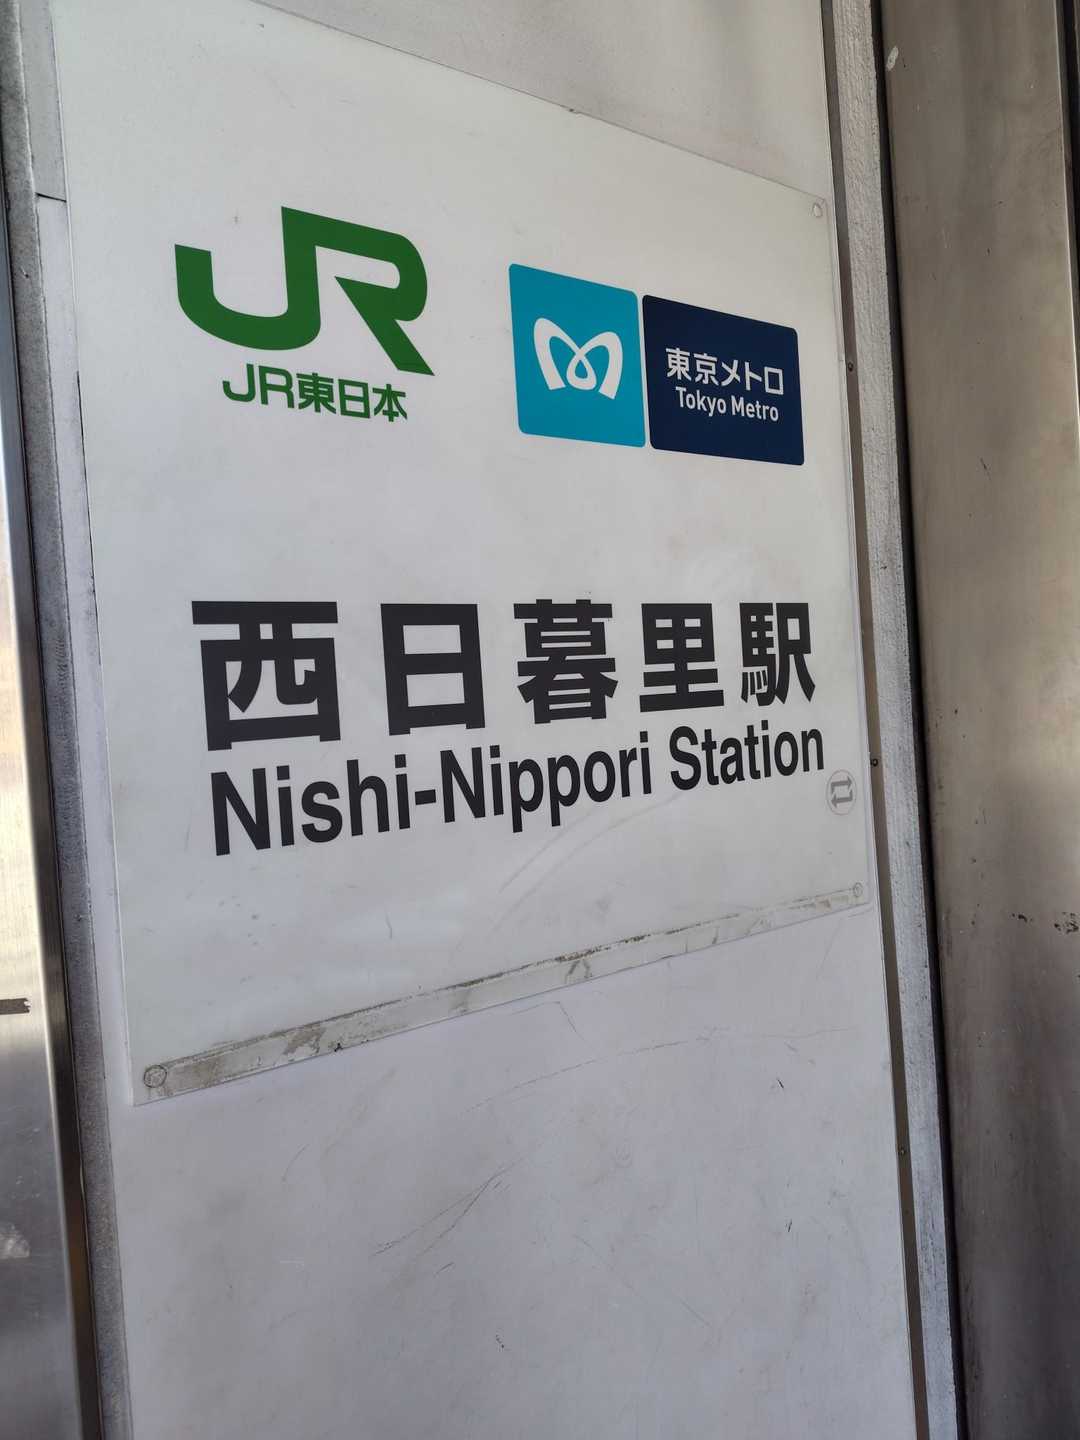 JR
JR東日本
東京メトロ
Tokyo Metro
西日暮里駅
Nishi-Nippori Station